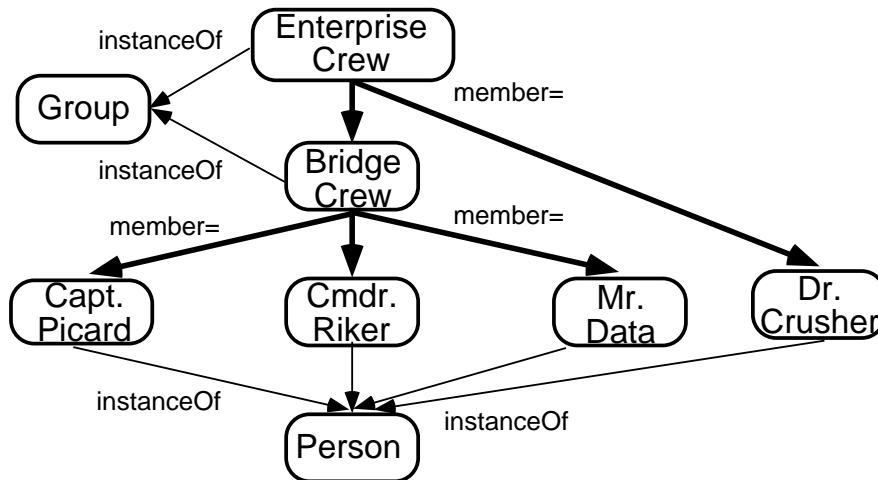 instanceOf
Enterprise
Crew
Group
member=
instanceOf
Bridge
Crew
member=
member=
Capt.
Picard
Cmdr.
Riker
Mr.
Data
Dr.
Crusher
instanceOf
Person
instanceOf